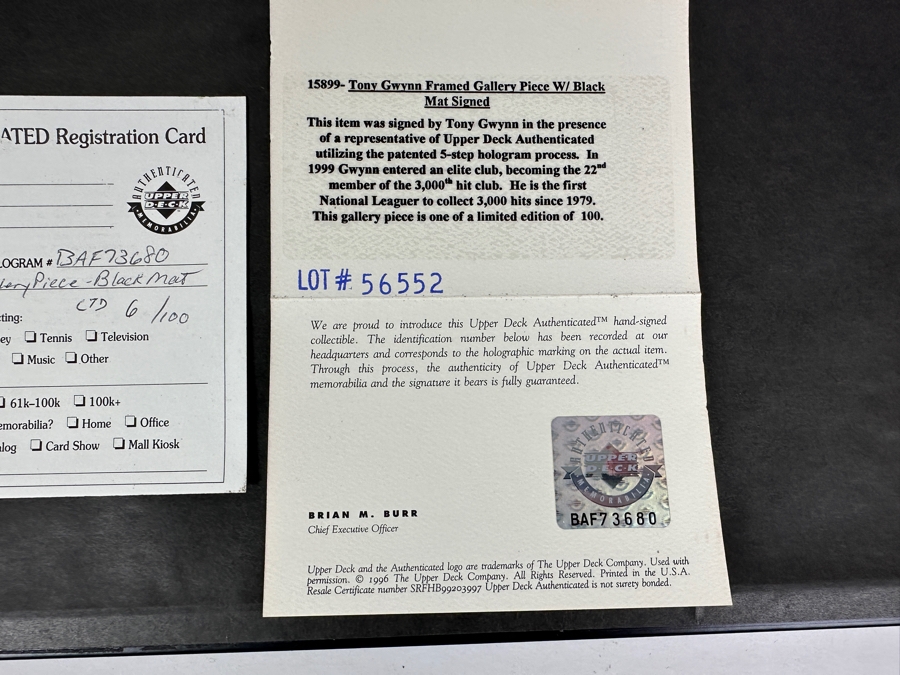 ATED Registration Card
AUTHENTICATED
UPPER
DECK
MEMORABILIA
LOGRAM # BAF73680
leryPiece-Black Mat
LTD 6/100
ting:
ey ❏ Tennis ❏ Television
❏ Music ❏ Other
❏ 61k–100k ❏ 100k+
emorabilia? ❏ Home ❏ Office
log ❏ Card Show ❏ Mall Kiosk
15899- Tony Gwynn Framed Gallery Piece W/ Black
Mat Signed
This item was signed by Tony Gwynn in the presence
of a representative of Upper Deck Authenticated
utilizing the patented 5-step hologram process. In
1999 Gwynn entered an elite club, becoming the 22nd
member of the 3,000th hit club. He is the first
National Leaguer to collect 3,000 hits since 1979.
This gallery piece is one of a limited edition of 100.
LOT # 56552
We are proud to introduce this Upper Deck Authenticated™ hand-signed
collectible. The identification number below has been recorded at our
headquarters and corresponds to the holographic marking on the actual item.
Through this process, the authenticity of Upper Deck Authenticated™
memorabilia and the signature it bears is fully guaranteed.
AUTHENTICATED
UPPER
DECK
MEMORABILIA
BAF73680
BRIAN M. BURR
Chief Executive Officer
Upper Deck and the Authenticated logo are trademarks of The Upper Deck Company. Used with
permission. © 1996 The Upper Deck Company. All Rights Reserved. Printed in the U.S.A.
Resale Certificate number SRFHB99203997 Upper Deck Authenticated is not surety bonded.